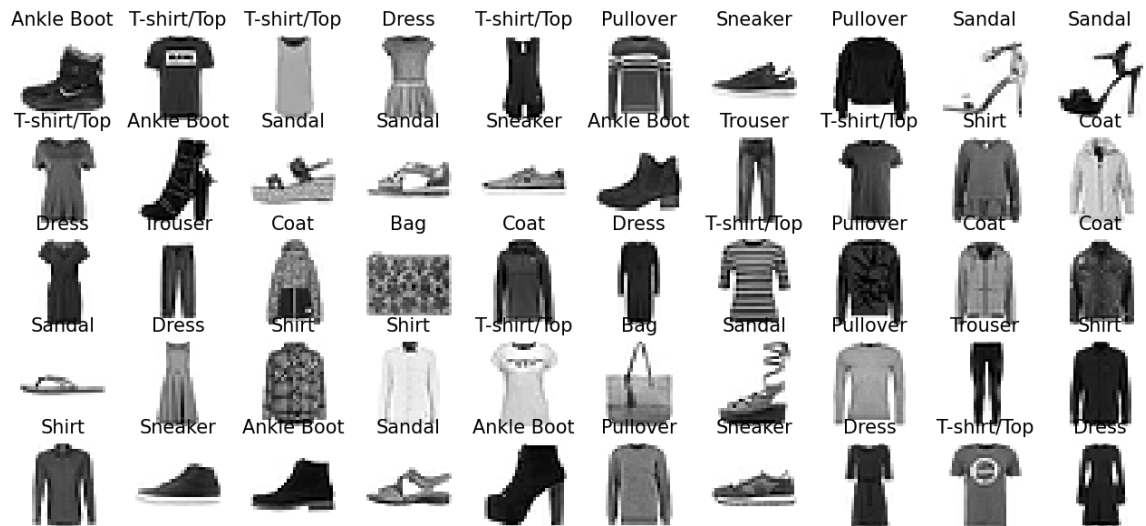 Ankle Boot T-shirt/Top T-shirt/Top Dress T-shirt/Top Pullover Sneaker Pullover Sandal Sandal
T-shirt/Top Ankle Boot Sandal Sandal Sneaker Ankle Boot Trouser T-shirt/Top Shirt Coat
Dress Trouser Coat Bag Coat Dress T-shirt/Top Pullover Coat Coat
Sandal Dress Shirt Shirt T-shirt/Top Bag Sandal Pullover Trouser Shirt
Shirt Sneaker Ankle Boot Sandal Ankle Boot Pullover Sneaker Dress T-shirt/Top Dress